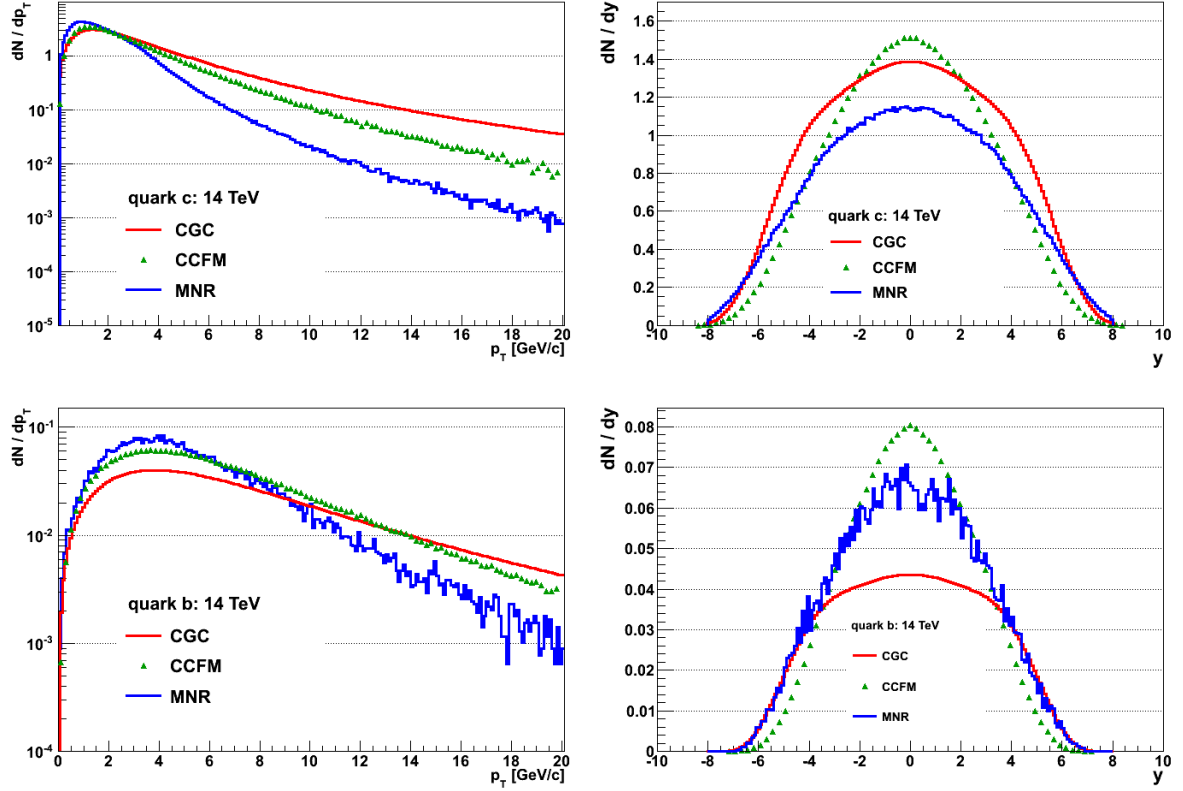 dN / dp_T
1
10^-1
10^-2
10^-3
10^-4
10^-5
quark c: 14 TeV
CGC
CCFM
MNR
0 2 4 6 8 10 12 14 16 18 20
p_T [GeV/c]
dN / dy
1.6
1.4
1.2
1
0.8
0.6
0.4
0.2
0
quark c: 14 TeV
CGC
CCFM
MNR
-10 -8 -6 -4 -2 0 2 4 6 8 10
y
dN / dp_T
10^-1
10^-2
10^-3
10^-4
quark b: 14 TeV
CGC
CCFM
MNR
0 2 4 6 8 10 12 14 16 18 20
p_T [GeV/c]
dN / dy
0.08
0.07
0.06
0.05
0.04
0.03
0.02
0.01
0
quark b: 14 TeV
CGC
CCFM
MNR
-10 -8 -6 -4 -2 0 2 4 6 8 10
y